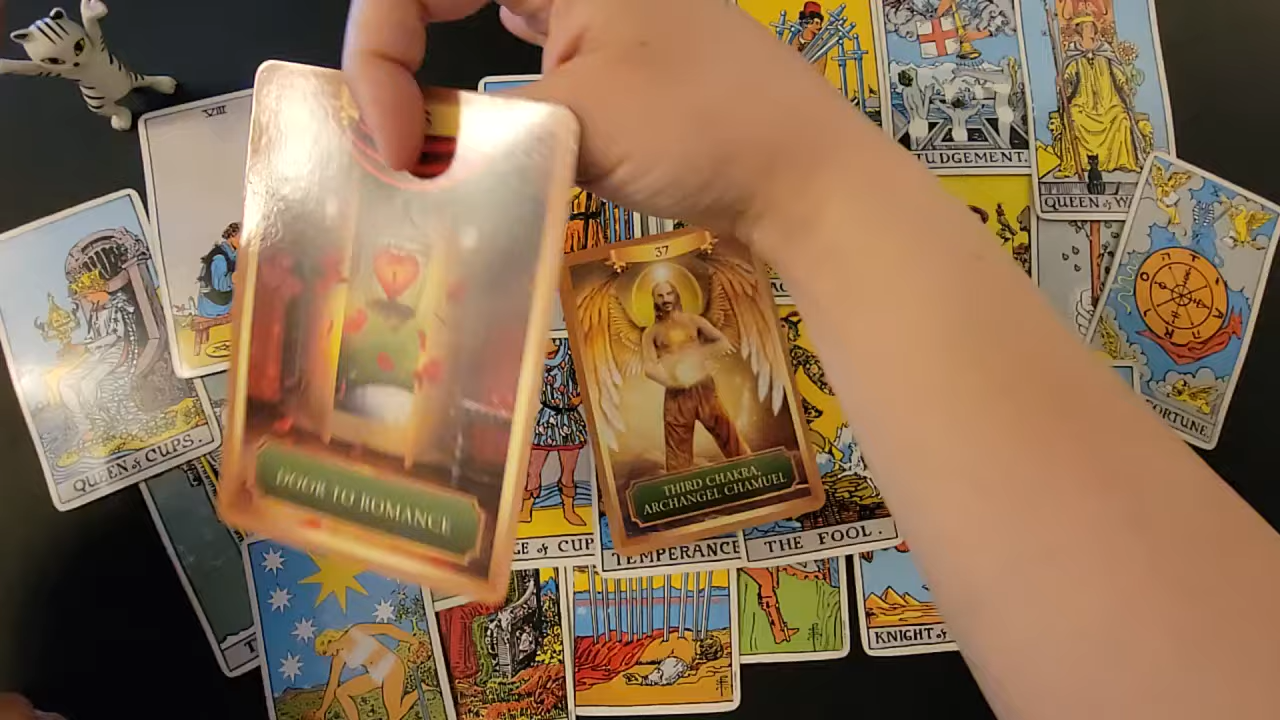 VIII
JUDGEMENT.
QUEEN of W
37
QUEEN of CUPS.
ORTUNE.
DOOR TO ROMANCE
THIRD CHAKRA,
ARCHANGEL CHAMUEL
GE of CUP
TEMPERANCE
THE FOOL.
KNIGHT of